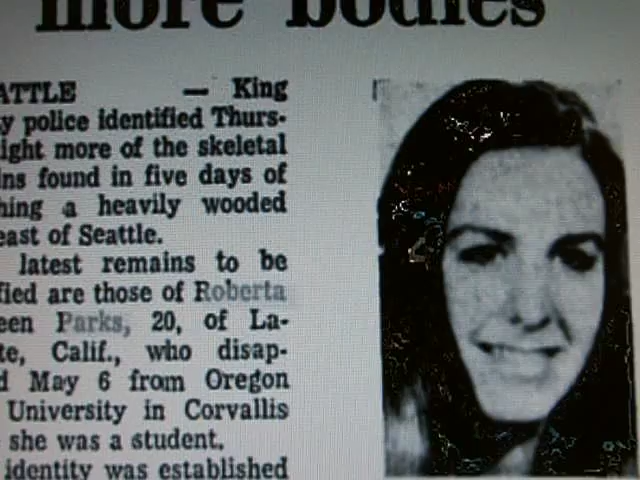 more bodies
ATTLE — King
y police identified Thurs-
ight more of the skeletal
ins found in five days of
hing a heavily wooded
east of Seattle.
latest remains to be
fied are those of Roberta
een Parks, 20, of La-
te, Calif., who disap-
d May 6 from Oregon
University in Corvallis
she was a student.
identity was established